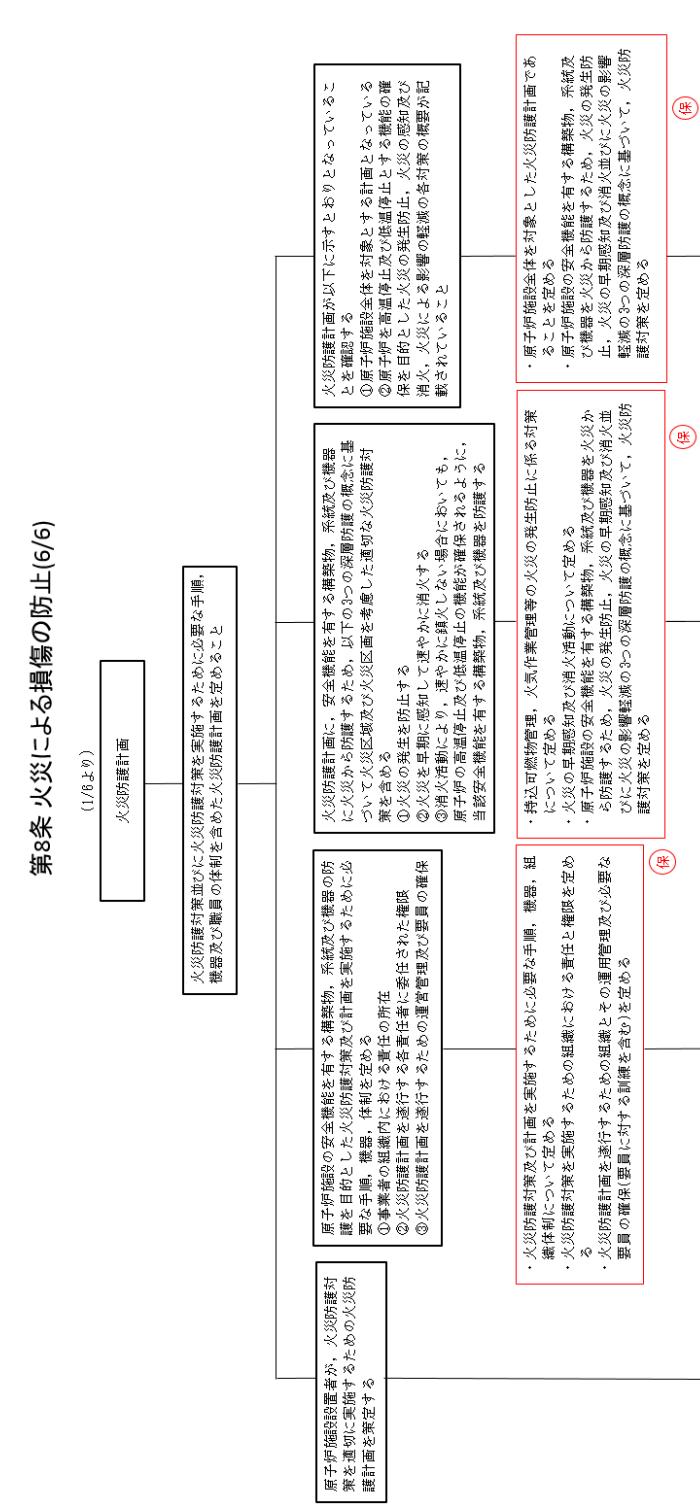 第8条 火災による損傷の防止(6/6)
(1/6より)
火災防護計画
火災防護対策並びに火災防護対策を実施するために必要な手順,
機器及び職員の体制を含めた火災防護計画を定めること
原子炉施設設置者が, 火災防護対
策を適切に実施するための火災防
護計画を策定する
原子炉施設の安全機能を有する構築物, 系統及び機器の防
護を目的とした火災防護対策及び計画を実施するために必
要な手順, 機器, 体制を定める
①事業者の組織内における責任の所在
②火災防護計画を遂行する各責任者に委任された権限
③火災防護計画を遂行するための運営管理及び要員の確保
火災防護計画に, 安全機能を有する構築物, 系統及び機器
に火災から防護するため, 以下の3つの深層防護の概念に基
づいて火災区域及び火災区画を考慮した適切な火災防護対
策を含める
①火災の発生を防止する
②火災を早期に感知して速やかに消火する
③消火活動により, 速やかに鎮火しない場合においても,
原子炉の高温停止及び低温停止の機能が確保されるように,
当該安全機能を有する構築物, 系統及び機器を防護する
火災防護計画が以下に示すとおりとなっているこ
とを確認する
①原子炉施設全体を対象とする計画となっている
②原子炉を高温停止及び低温停止とする機能の確
保を目的とした火災の発生防止, 火災の感知及び
消火, 火災による影響の軽減の各対策の概要が記
載されていること
・火災防護対策及び計画を実施するために必要な手順, 機器, 組
織体制について定める
・火災防護対策を実施するための組織における責任と権限を定め
る
・火災防護計画を遂行するための組織とその運用管理及び必要な
要員の確保(要員に対する訓練を含む)を定める
保
・持込可燃物管理, 火気作業管理等の火災の発生防止に係る対策
について定める
・火災の早期感知及び消火活動について定める
・原子炉施設の安全機能を有する構築物, 系統及び機器を火災か
ら防護するため, 火災の発生防止, 火災の早期感知及び消火並
びに火災の影響軽減の3つの深層防護の概念に基づいて, 火災防
護対策を定める
保
・原子炉施設全体を対象とした火災防護計画であ
ることを定める
・原子炉施設の安全機能を有する構築物, 系統及
び機器を火災から防護するため, 火災の発生防
止, 火災の早期感知及び消火並びに火災の影響
軽減の3つの深層防護の概念に基づいて, 火災防
護対策を定める
保